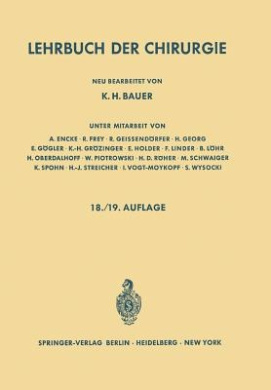 LEHRBUCH DER CHIRURGIE
NEU BEARBEITET VON
K. H. BAUER
UNTER MITARBEIT VON
A. ENCKE · R. FREY · R. GEISSENDÖRFER · H. GEORG
E. GÖGLER · K.-H. GRÖZINGER · E. HOLDER · F. LINDER · B. LÖHR
H. OBERDALHOFF · W. PIOTROWSKI · H. D. RÖHER · M. SCHWAIGER
K. SPOHN · H.-J. STREICHER · I. VOGT-MOYKOPF · S. WYSOCKI
18./19. AUFLAGE
SPRINGER-VERLAG BERLIN · HEIDELBERG · NEW YORK